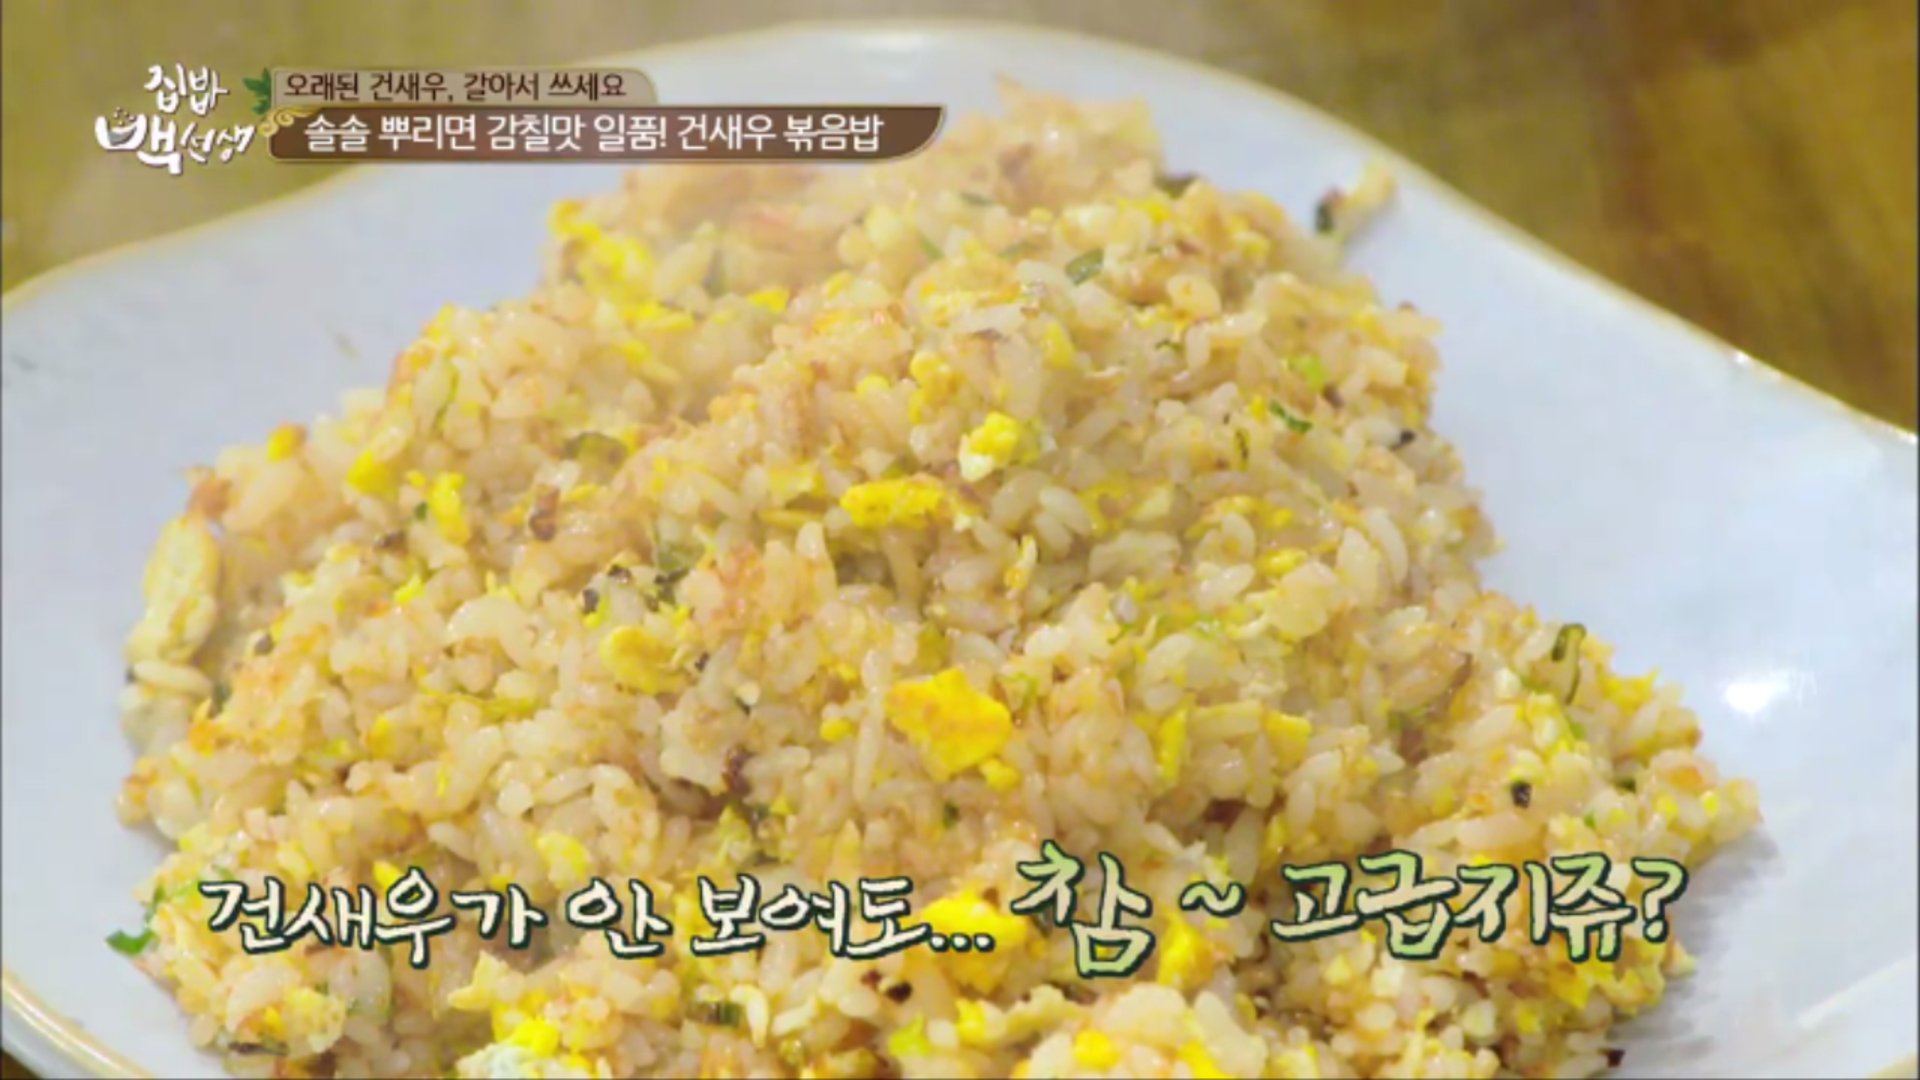 집밥
백선생
오래된 건새우, 갈아서 쓰세요
솔솔 뿌리면 감칠맛 일품! 건새우 볶음밥
건새우가 안 보여도... 참~ 고급지쥬?